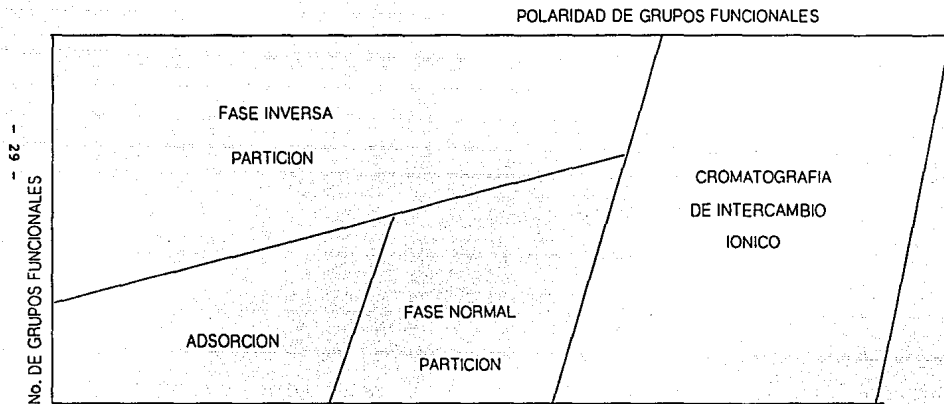 POLARIDAD DE GRUPOS FUNCIONALES
- 29 -
No. DE GRUPOS FUNCIONALES
FASE INVERSA
PARTICION
CROMATOGRAFIA
DE INTERCAMBIO
IONICO
ADSORCION
FASE NORMAL
PARTICION